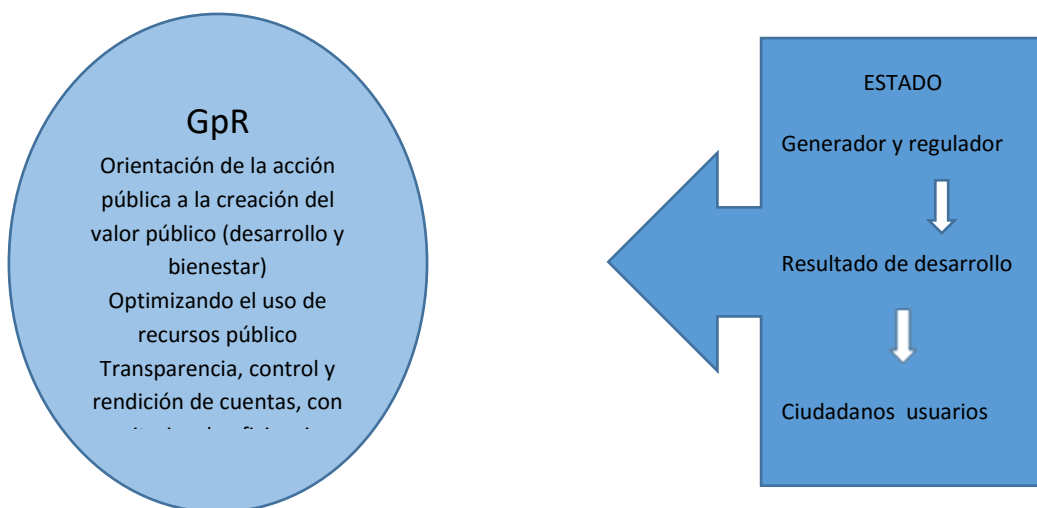 GpR
Orientación de la acción
pública a la creación del
valor público (desarrollo y
bienestar)
Optimizando el uso de
recursos público
Transparencia, control y
rendición de cuentas, con
ESTADO
Generador y regulador
Resultado de desarrollo
Ciudadanos usuarios